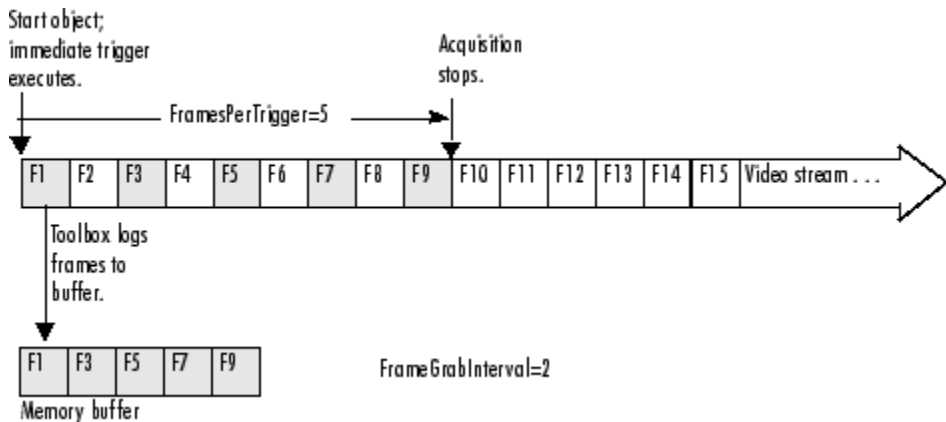 Start object;
immediate trigger
executes.
Acquisition
stops.
FramesPerTrigger=5
F1 F2 F3 F4 F5 F6 F7 F8 F9 F10 F11 F12 F13 F14 F15 Video stream . . .
Toolbox logs
frames to
buffer.
F1 F3 F5 F7 F9
FrameGrabInterval=2
Memory buffer